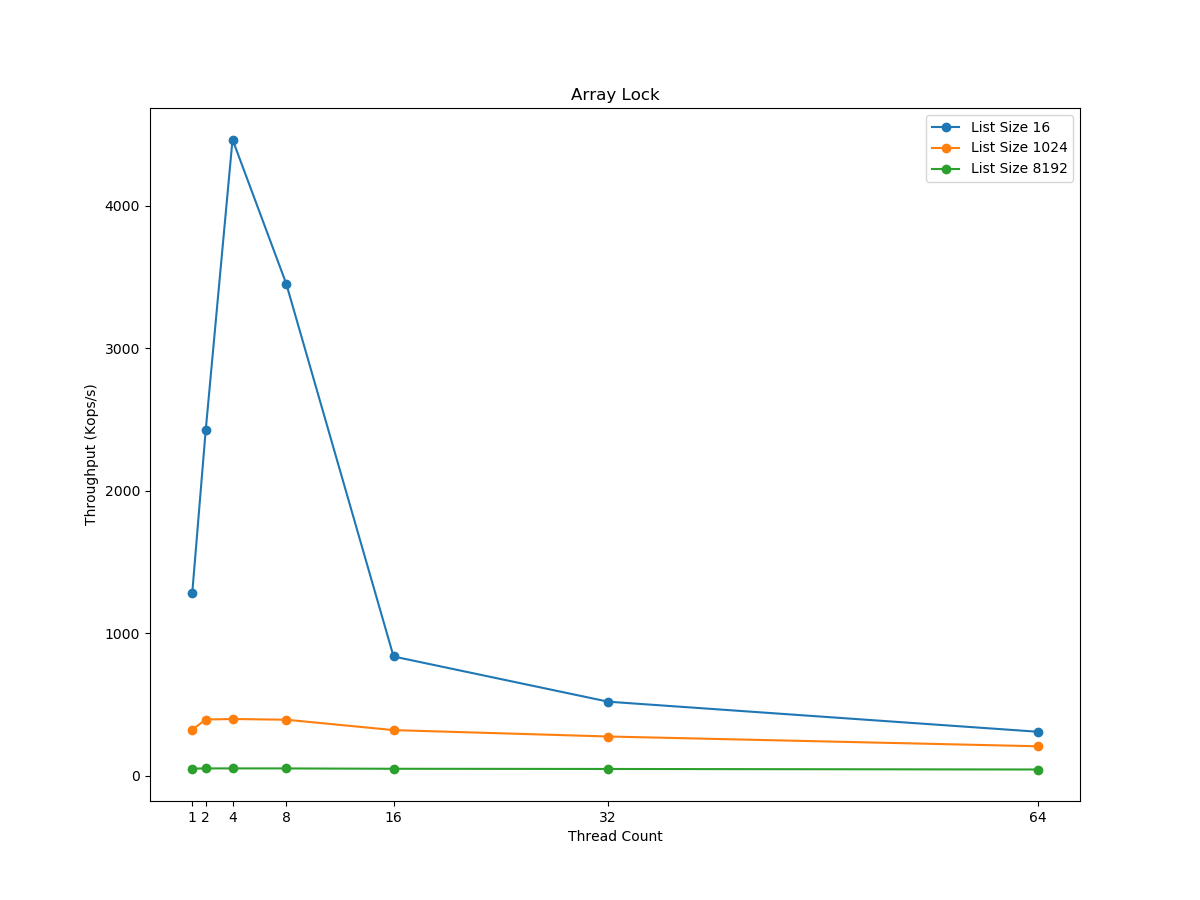 Array Lock
List Size 16
List Size 1024
List Size 8192
4000
3000
2000
1000
0
Throughput (Kops/s)
1 2 4 8 16 32 64
Thread Count